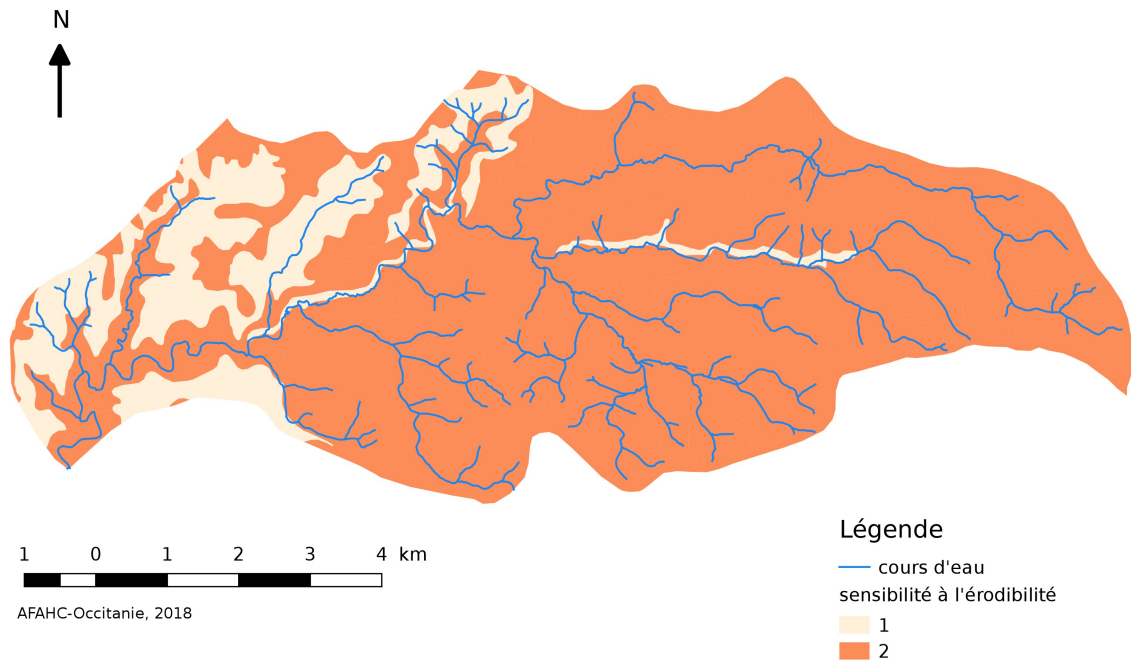 N
1 0 1 2 3 4 km
AFAHC-Occitanie, 2018
Légende
cours d'eau
sensibilité à l'érodibilité
1
2